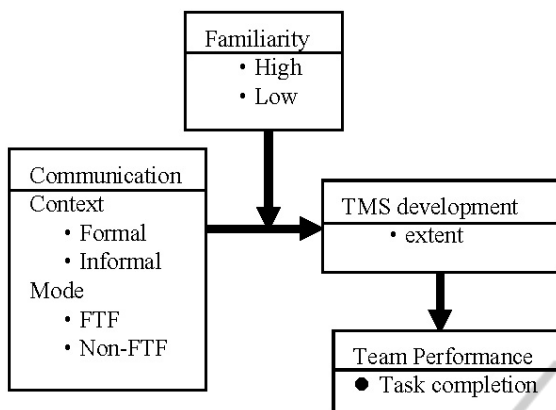 Familiarity
• High
• Low
Communication
Context
• Formal
• Informal
Mode
• FTF
• Non-FTF
TMS development
• extent
Team Performance
● Task completion